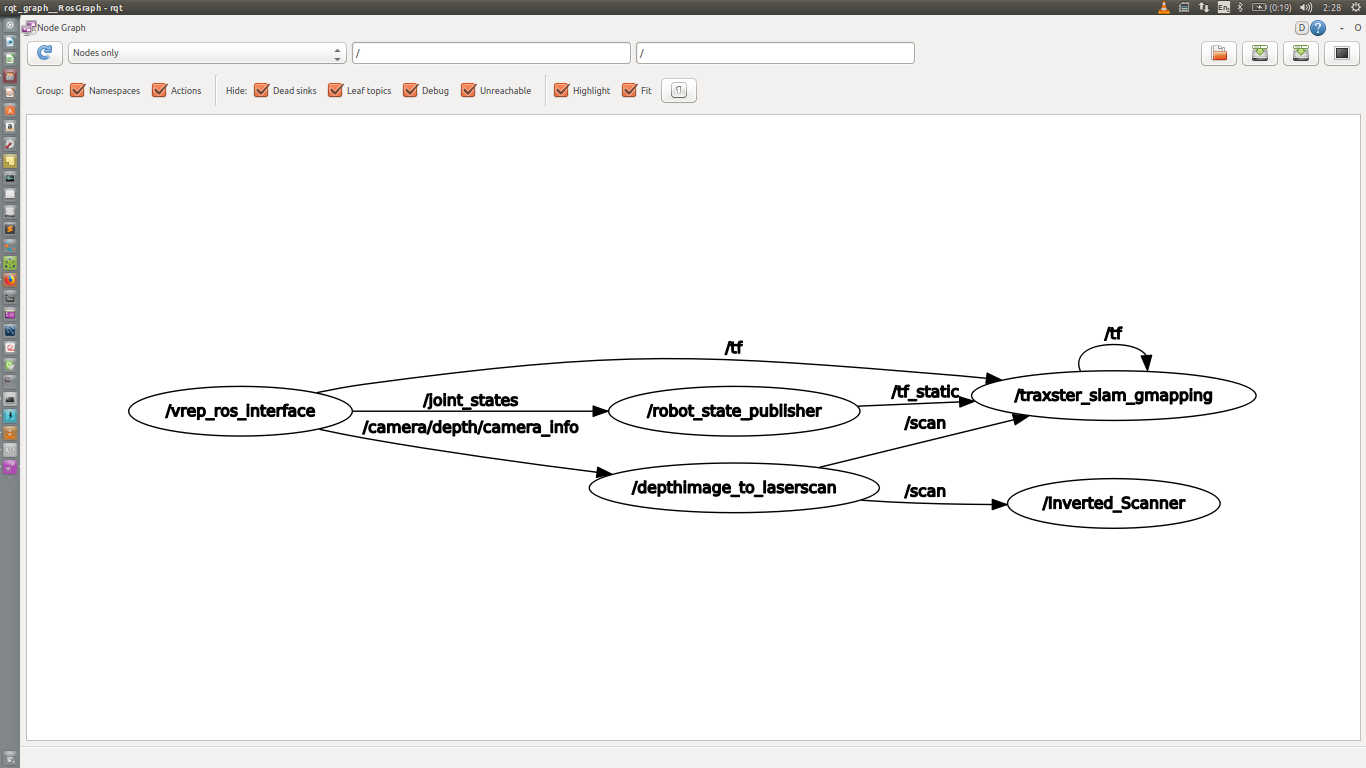 rqt_graph__RosGraph - rqt
En
(0:19)
2:28
Node Graph
D
?
-
O
Nodes only
/
/
Group:
Namespaces
Actions
Hide:
Dead sinks
Leaf topics
Debug
Unreachable
Highlight
Fit
/tf
/tf
/vrep_ros_interface
/joint_states
/camera/depth/camera_info
/robot_state_publisher
/tf_static
/traxster_slam_gmapping
/scan
/depthimage_to_laserscan
/scan
/Inverted_Scanner